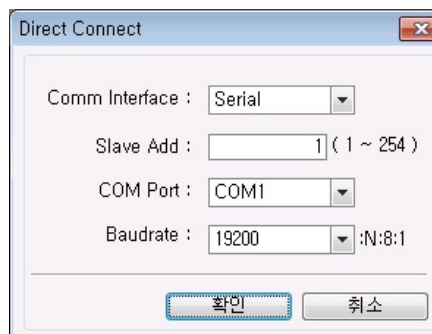 Direct Connect
Comm Interface : Serial
Slave Add : 1 ( 1 ~ 254 )
COM Port : COM1
Baudrate : 19200 :N:8:1
확인 취소